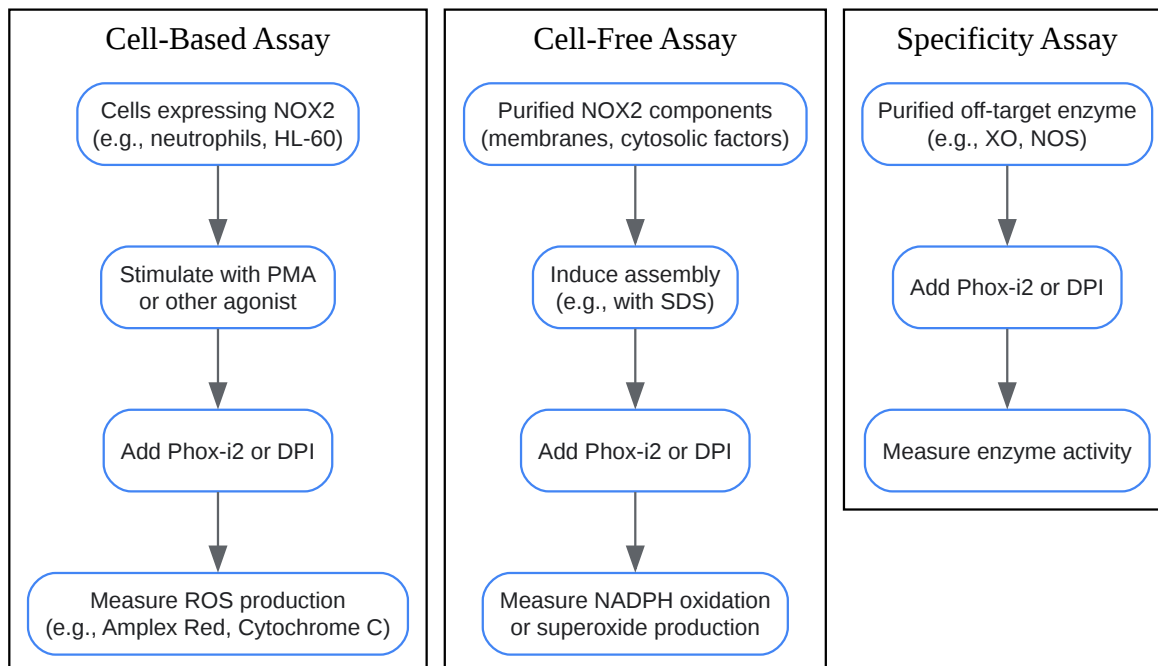 Cell-Based Assay
Cells expressing NOX2
(e.g., neutrophils, HL-60)
Stimulate with PMA
or other agonist
Add Phox-i2 or DPI
Measure ROS production
(e.g., Amplex Red, Cytochrome C)
Cell-Free Assay
Purified NOX2 components
(membranes, cytosolic factors)
Induce assembly
(e.g., with SDS)
Add Phox-i2 or DPI
Measure NADPH oxidation
or superoxide production
Specificity Assay
Purified off-target enzyme
(e.g., XO, NOS)
Add Phox-i2 or DPI
Measure enzyme activity